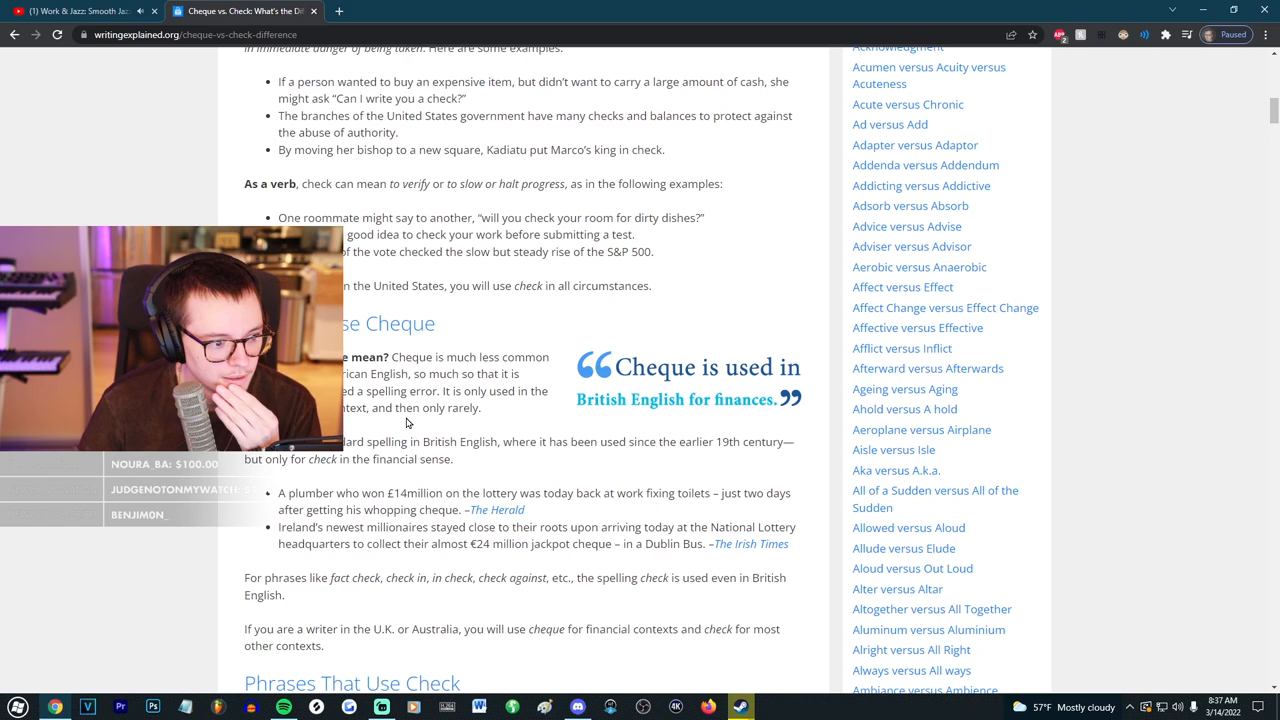 (1) Work & Jazz: Smooth Jaz
Cheque vs. Check: What's the Di
writingexplained.org/cheque-vs-check-difference
Paused
in immediate danger of being taken. Here are some examples:
If a person wanted to buy an expensive item, but didn't want to carry a large amount of cash, she
might ask “Can I write you a check?”
The branches of the United States government have many checks and balances to protect against
the abuse of authority.
By moving her bishop to a new square, Kadiatu put Marco's king in check.
As a verb, check can mean to verify or to slow or halt progress, as in the following examples:
One roommate might say to another, “will you check your room for dirty dishes?”
good idea to check your work before submitting a test.
of the vote checked the slow but steady rise of the S&P 500.
n the United States, you will use check in all circumstances.
se Cheque
e mean? Cheque is much less common
rican English, so much so that it is
ed a spelling error. It is only used in the
ntext, and then only rarely.
Cheque is used in
British English for finances.
lard spelling in British English, where it has been used since the earlier 19th century—
but only for check in the financial sense.
A plumber who won £14million on the lottery was today back at work fixing toilets – just two days
after getting his whopping cheque. –The Herald
Ireland's newest millionaires stayed close to their roots upon arriving today at the National Lottery
headquarters to collect their almost €24 million jackpot cheque – in a Dublin Bus. –The Irish Times
For phrases like fact check, check in, in check, check against, etc., the spelling check is used even in British
English.
If you are a writer in the U.K. or Australia, you will use cheque for financial contexts and check for most
other contexts.
Phrases That Use Check
Acknowledgment
Acumen versus Acuity versus
Acuteness
Acute versus Chronic
Ad versus Add
Adapter versus Adaptor
Addenda versus Addendum
Addicting versus Addictive
Adsorb versus Absorb
Advice versus Advise
Adviser versus Advisor
Aerobic versus Anaerobic
Affect versus Effect
Affect Change versus Effect Change
Affective versus Effective
Afflict versus Inflict
Afterward versus Afterwards
Ageing versus Aging
Ahold versus A hold
Aeroplane versus Airplane
Aisle versus Isle
Aka versus A.k.a.
All of a Sudden versus All of the
Sudden
Allowed versus Aloud
Allude versus Elude
Aloud versus Out Loud
Alter versus Altar
Altogether versus All Together
Aluminum versus Aluminium
Alright versus All Right
Always versus All ways
Ambiance versus Ambience
NOURA_BA: $100.00
JUDGENOTONMYWATCH:
BENJIM0N_
57°F Mostly cloudy
8:37 AM
3/14/2022